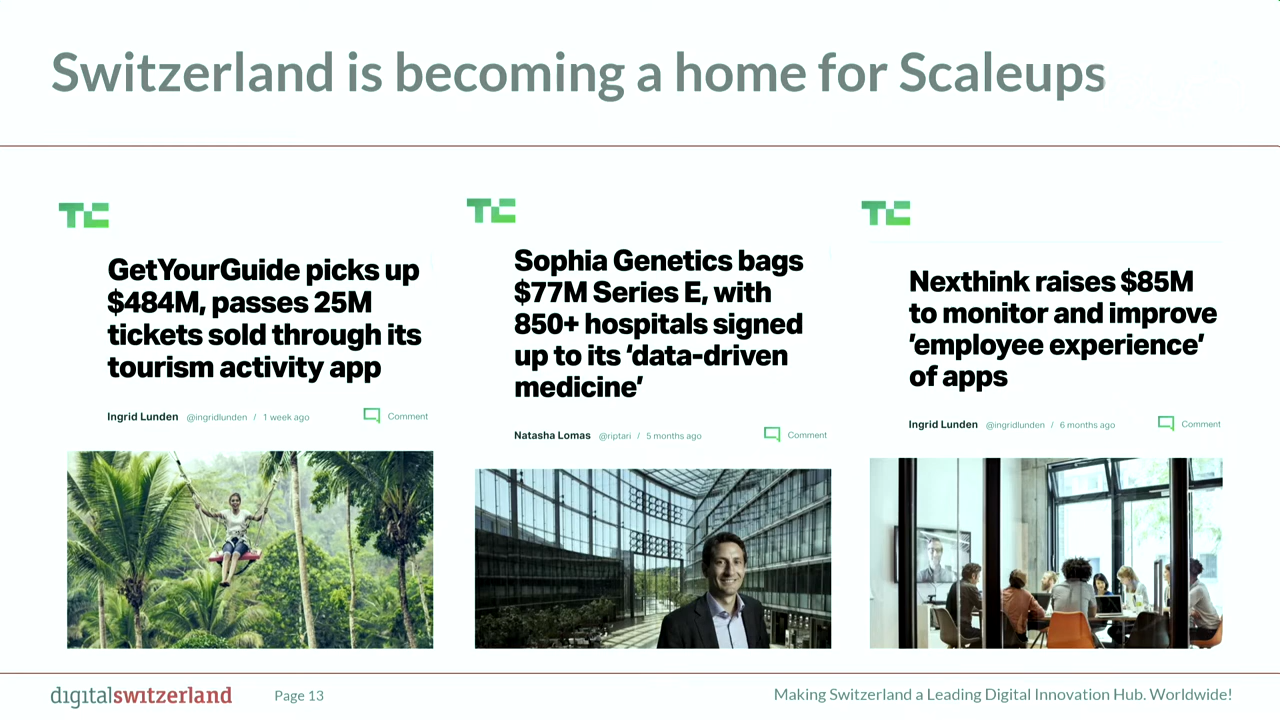 Switzerland is becoming a home for Scaleups
TC
GetYourGuide picks up
$484M, passes 25M
tickets sold through its
tourism activity app
Ingrid Lunden @ingridlunden / 1 week ago Comment
TC
Sophia Genetics bags
$77M Series E, with
850+ hospitals signed
up to its ‘data-driven
medicine’
Natasha Lomas @riptari / 5 months ago Comment
TC
Nexthink raises $85M
to monitor and improve
’employee experience’
of apps
Ingrid Lunden @ingridlunden / 6 months ago Comment
digitalswitzerland Page 13 Making Switzerland a Leading Digital Innovation Hub. Worldwide!